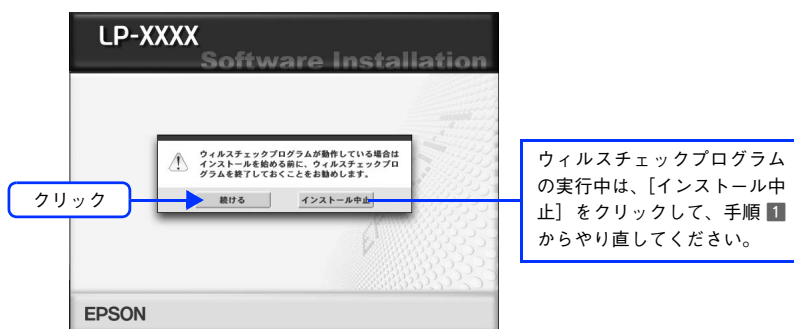 LP-XXXX
Software Installation
ウィルスチェックプログラムが動作している場合は
インストールを始める前に、ウィルスチェックプロ
グラムを終了しておくことをお勧めします。
続ける
インストール中止
クリック
ウィルスチェックプログラム
の実行中は、[インストール中
止] をクリックして、手順 1
からやり直してください。
EPSON